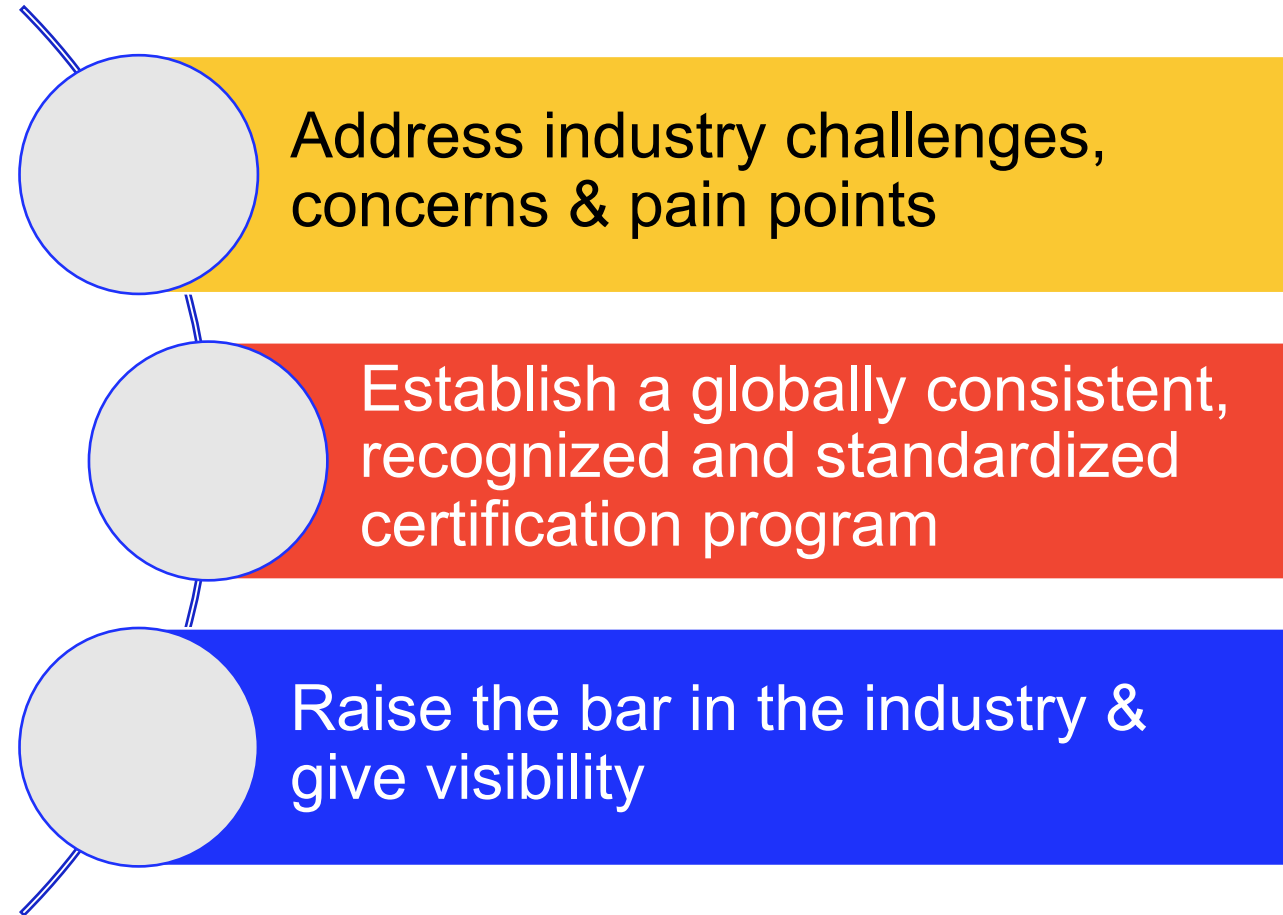 Address industry challenges,
concerns & pain points
Establish a globally consistent,
recognized and standardized
certification program
Raise the bar in the industry &
give visibility